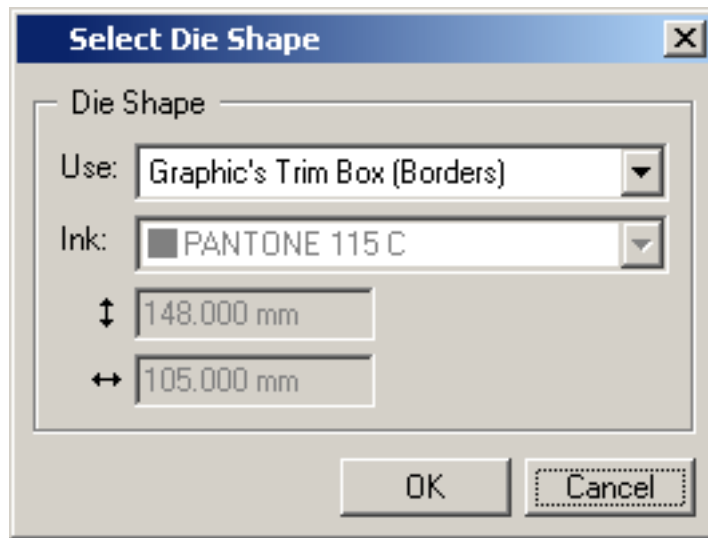 Select Die Shape
Die Shape
Use: Graphic's Trim Box (Borders)
Ink: PANTONE 115 C
148.000 mm
105.000 mm
OK Cancel